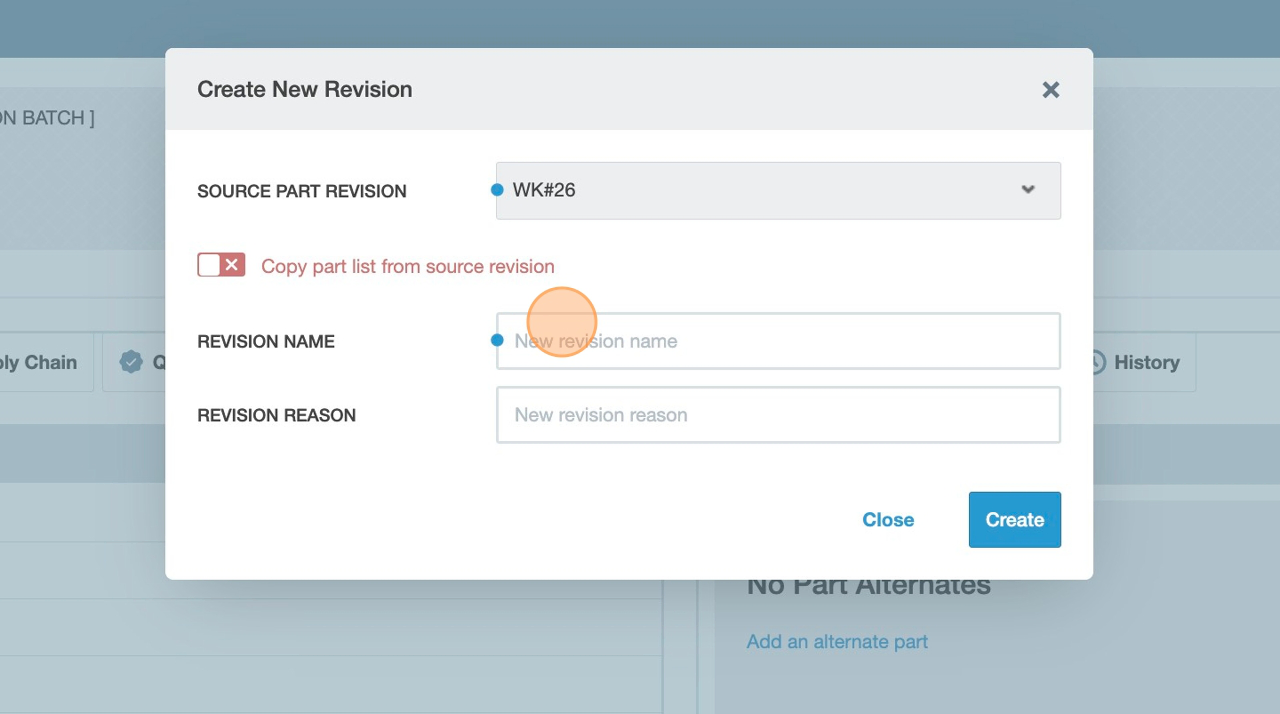 Create New Revision
ON BATCH ]
SOURCE PART REVISION
WK#26
Copy part list from source revision
REVISION NAME
New revision name
ply Chain
Q
History
REVISION REASON
New revision reason
Close
Create
No Part Alternates
Add an alternate part